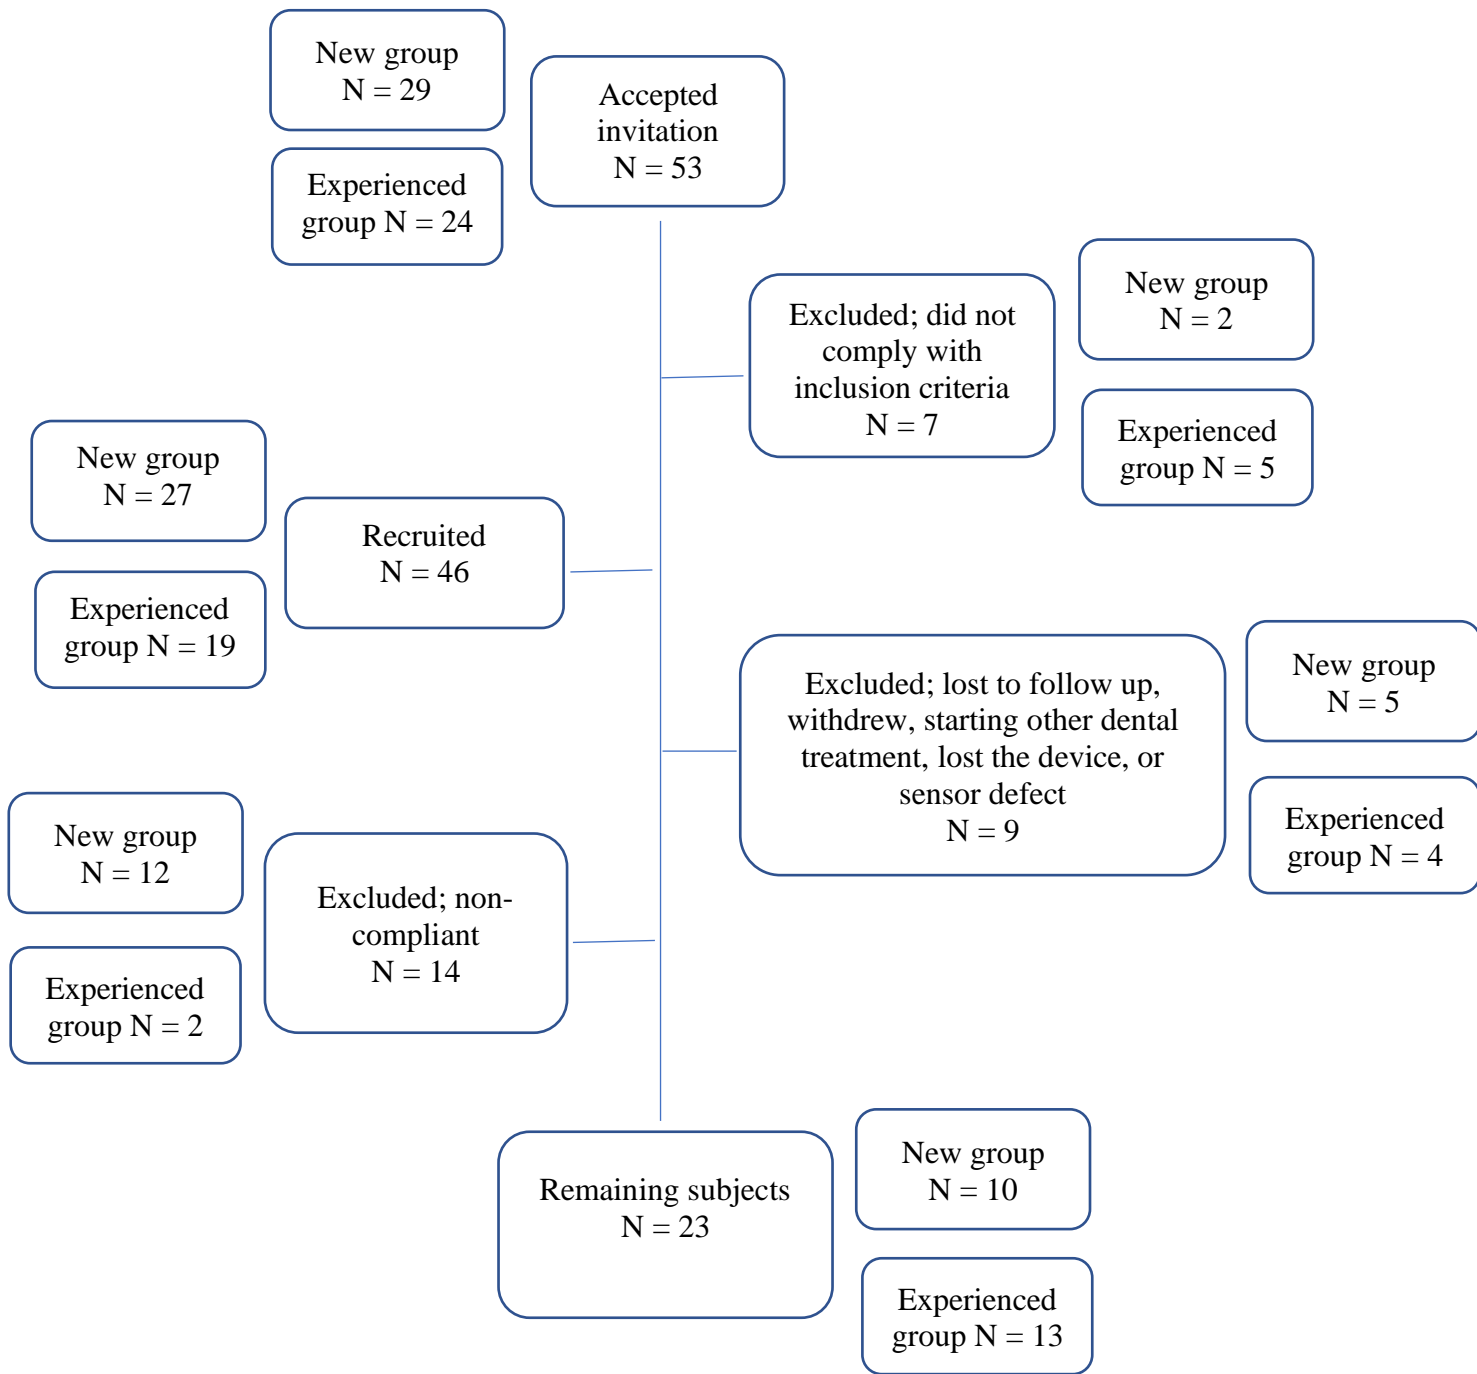 New group
N = 29
Accepted
invitation
N = 53
Experienced
group N = 24
Excluded; did not
comply with
inclusion criteria
N = 7
New group
N = 2
Experienced
group N = 5
New group
N = 27
Recruited
N = 46
Experienced
group N = 19
Excluded; lost to follow up,
withdrew, starting other dental
treatment, lost the device, or
sensor defect
N = 9
New group
N = 5
Experienced
group N = 4
New group
N = 12
Excluded; non-
compliant
N = 14
Experienced
group N = 2
Remaining subjects
N = 23
New group
N = 10
Experienced
group N = 13